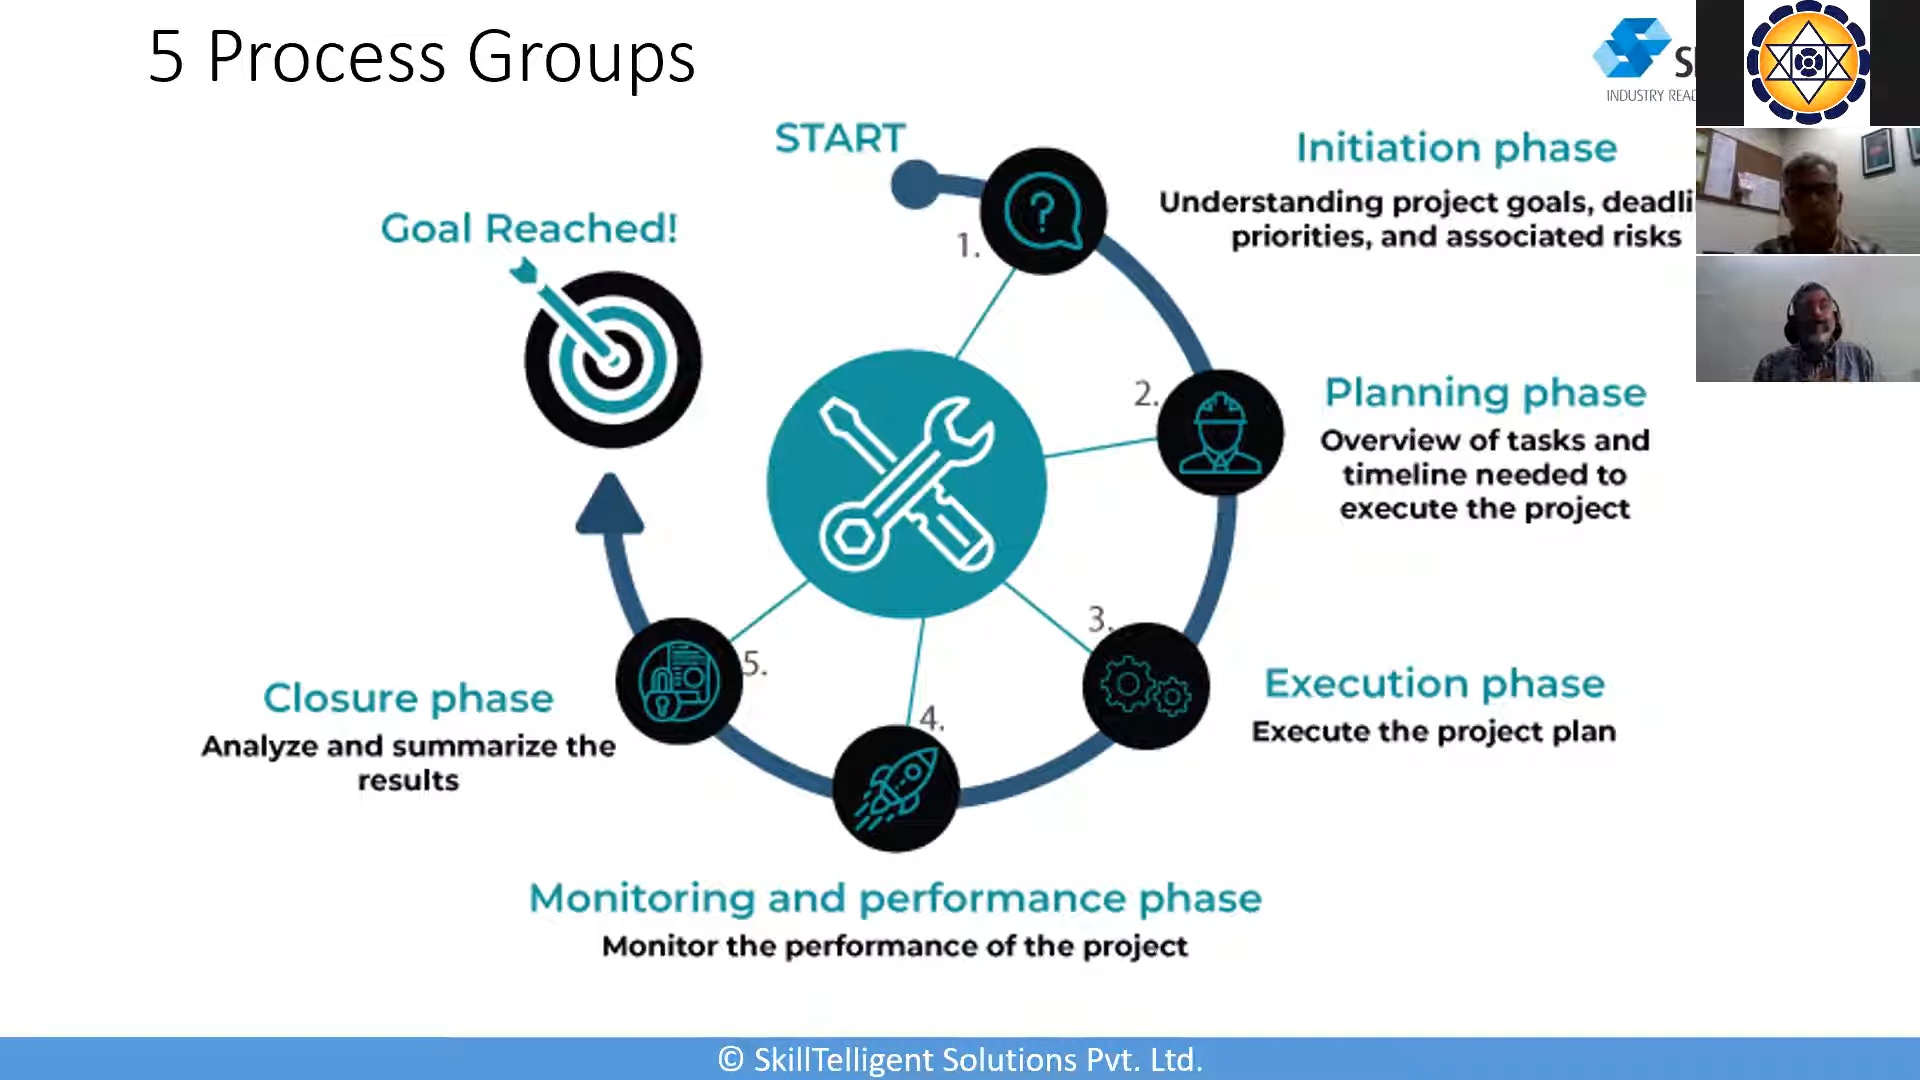 5 Process Groups
INDUSTRY
START
Initiation phase
Understanding project goals,
priorities, and associated risks
1.
Goal Reached!
2.
Planning phase
Overview of tasks and
timeline needed to
execute the project
3.
Execution phase
Execute the project plan
5.
Closure phase
Analyze and summarize the
results
4.
Monitoring and performance phase
Monitor the performance of the project
© SkillTelligent Solutions Pvt. Ltd.